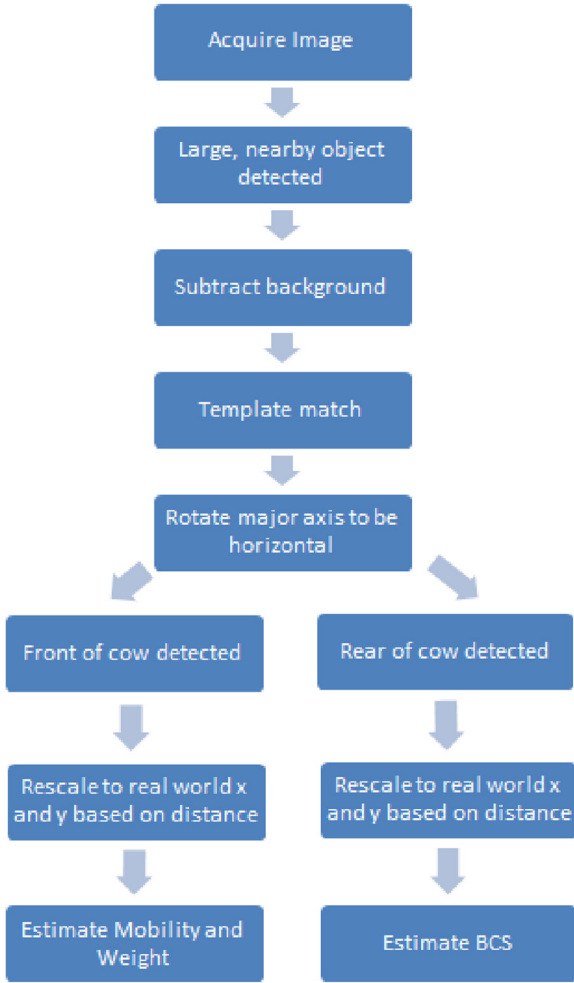 Acquire Image
Large, nearby object
detected
Subtract background
Template match
Rotate major axis to be
horizontal
Front of cow detected
Rear of cow detected
Rescale to real world x
and y based on distance
Rescale to real world x
and y based on distance
Estimate Mobility and
Weight
Estimate BCS